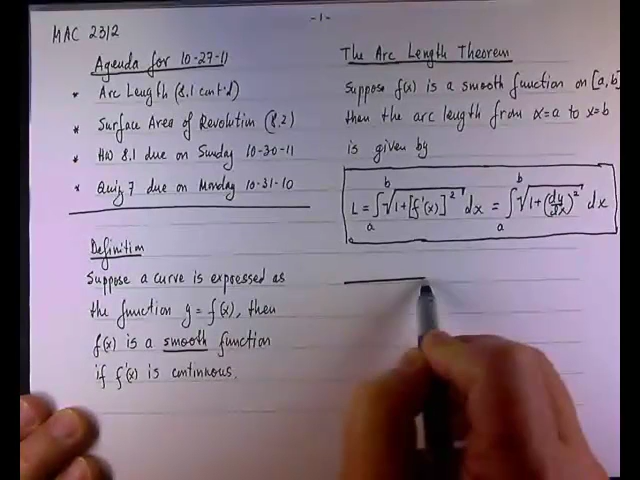 - 1 -
MAC 2312
Agenda for 10-27-11
* Arc Length (8.1 cont'd)
* Surface Area of Revolution (8.2)
* HW 8.1 due on Sunday 10-30-11
* Quiz 7 due on Monday 10-31-10
Definition
Suppose a curve is expressed as
the function y = f(x), then
f(x) is a smooth function
if f'(x) is continuous.
The Arc Length Theorem
Suppose f(x) is a smooth function on [a, b]
then the arc length from x=a to x=b
is given by
L = ∫_a^b √(1+[f'(x)]²) dx = ∫_a^b √(1+(dy/dx)²) dx